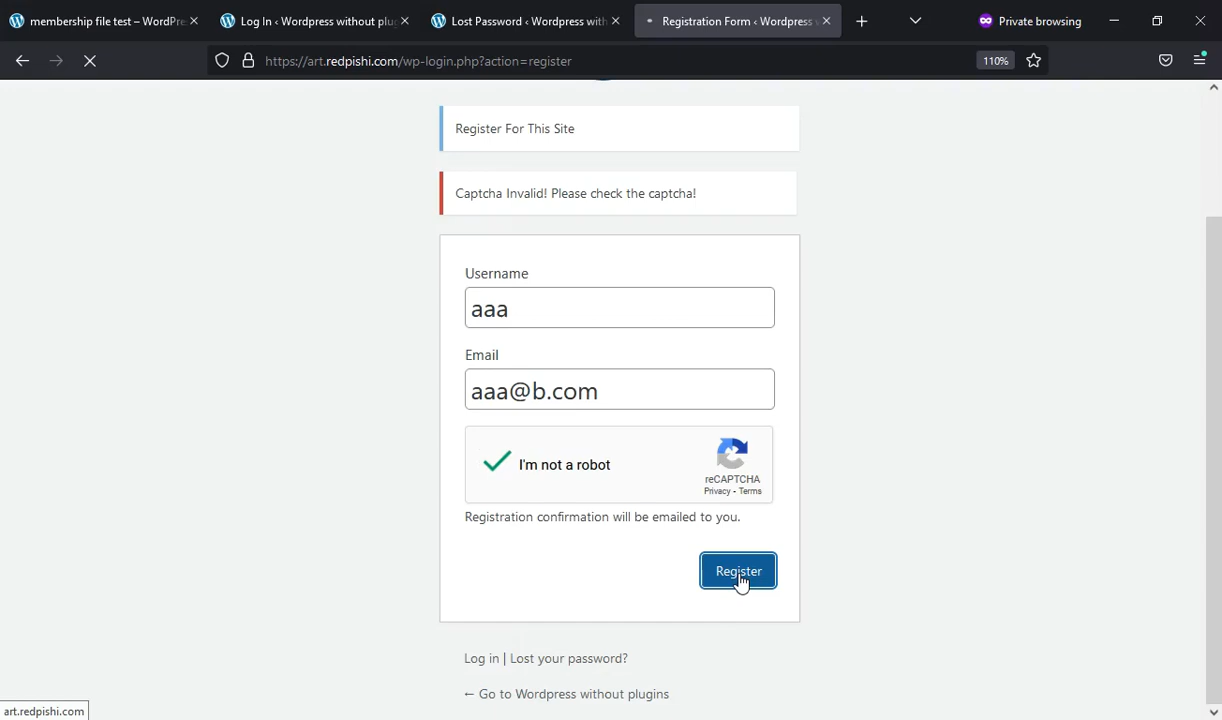 membership file test – WordPre
Log In ‹ Wordpress without plug
Lost Password ‹ Wordpress with
Registration Form ‹ Wordpress w
Private browsing
https://art.redpishi.com/wp-login.php?action=register
110%
Register For This Site
Captcha Invalid! Please check the captcha!
Username
aaa
Email
aaa@b.com
I'm not a robot
reCAPTCHA
Privacy - Terms
Registration confirmation will be emailed to you.
Register
Log in | Lost your password?
← Go to Wordpress without plugins
art.redpishi.com